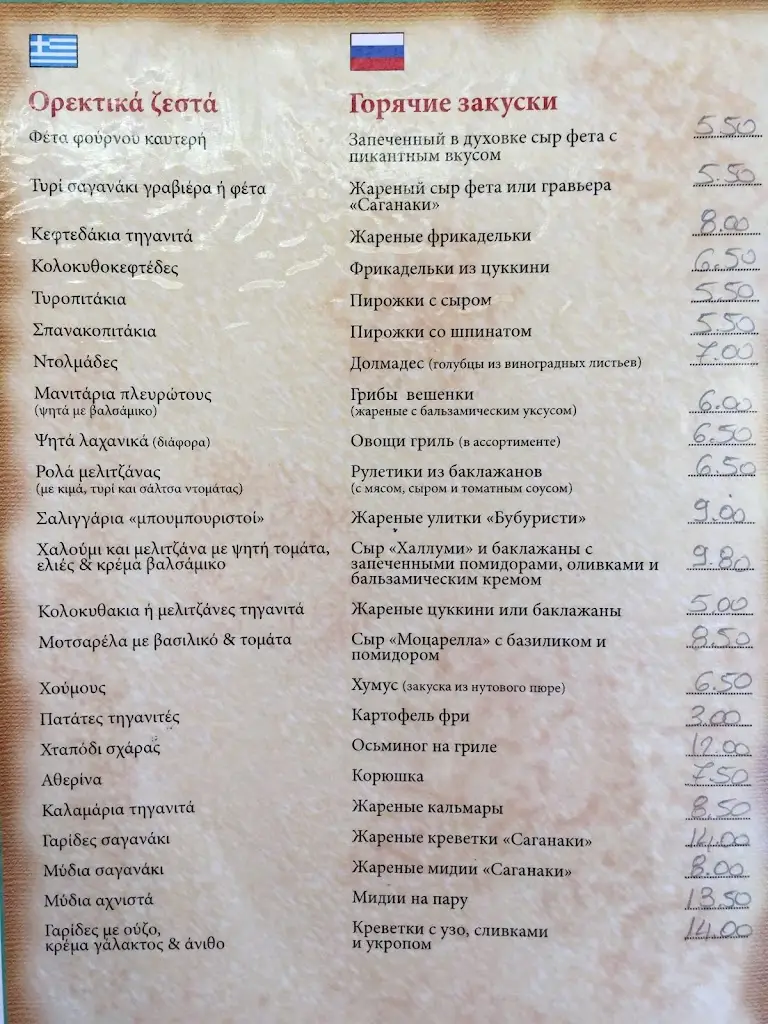 Ορεκτικά ζεστά Горячие закуски
Φέτα φούρνου καυτερή Запеченный в духовке сыр фета с 5.50
пикантным вкусом
Τυρί σαγανάκι γραβιέρα ή φέτα Жареный сыр фета или гравьера 5.50
«Саганаки»
Κεφτεδάκια τηγανιτά Жареные фрикадельки 8.00
Κολοκυθοκεφτέδες Фрикадельки из цуккини 6.50
Τυροπιτάκια Пирожки с сыром 5.50
Σπανακοπιτάκια Пирожки со шпинатом 5.50
Ντολμάδες Долмадес (голубцы из виноградных листьев) 7.00
Μανιτάρια πλευρώτους Грибы вешенки 6.00
(ψητά με βαλσάμικο) (жареные с бальзамическим уксусом)
Ψητά λαχανικά (διάφορα) Овощи гриль (в ассортименте) 6.50
Ρολά μελιτζάνας Рулетики из баклажанов 6.50
(με κιμά, τυρί και σάλτσα ντομάτας) (с мясом, сыром и томатным соусом)
Σαλιγγάρια «μπουμπουριστοί» Жареные улитки «Бубуристи» 9.00
Χαλούμι και μελιτζάνα με ψητή τομάτα, Сыр «Халлуми» и баклажаны с 9.80
ελιές & κρέμα βαλσάμικο запеченными помидорами, оливками и
бальзамическим кремом
Κολοκυθακια ή μελιτζάνες τηγανιτά Жареные цуккини или баклажаны 5.00
Μοτσαρέλα με βασιλικό & τομάτα Сыр «Моцарелла» с базиликом и 8.50
помидором
Χούμους Хумус (закуска из нутового пюре) 6.50
Πατάτες τηγανιτές Картофель фри 3.00
Χταπόδι σχάρας Осьминог на гриле 12.00
Αθερίνα Корюшка 7.50
Καλαμάρια τηγανιτά Жареные кальмары 8.50
Γαρίδες σαγανάκι Жареные креветки «Саганаки» 14.00
Μύδια σαγανάκι Жареные мидии «Саганаки» 8.00
Μύδια αχνιστά Мидии на пару 13.50
Γαρίδες με ούζο, Креветки с узо, сливками 14.00
κρέμα γάλακτος & άνιθο и укропом